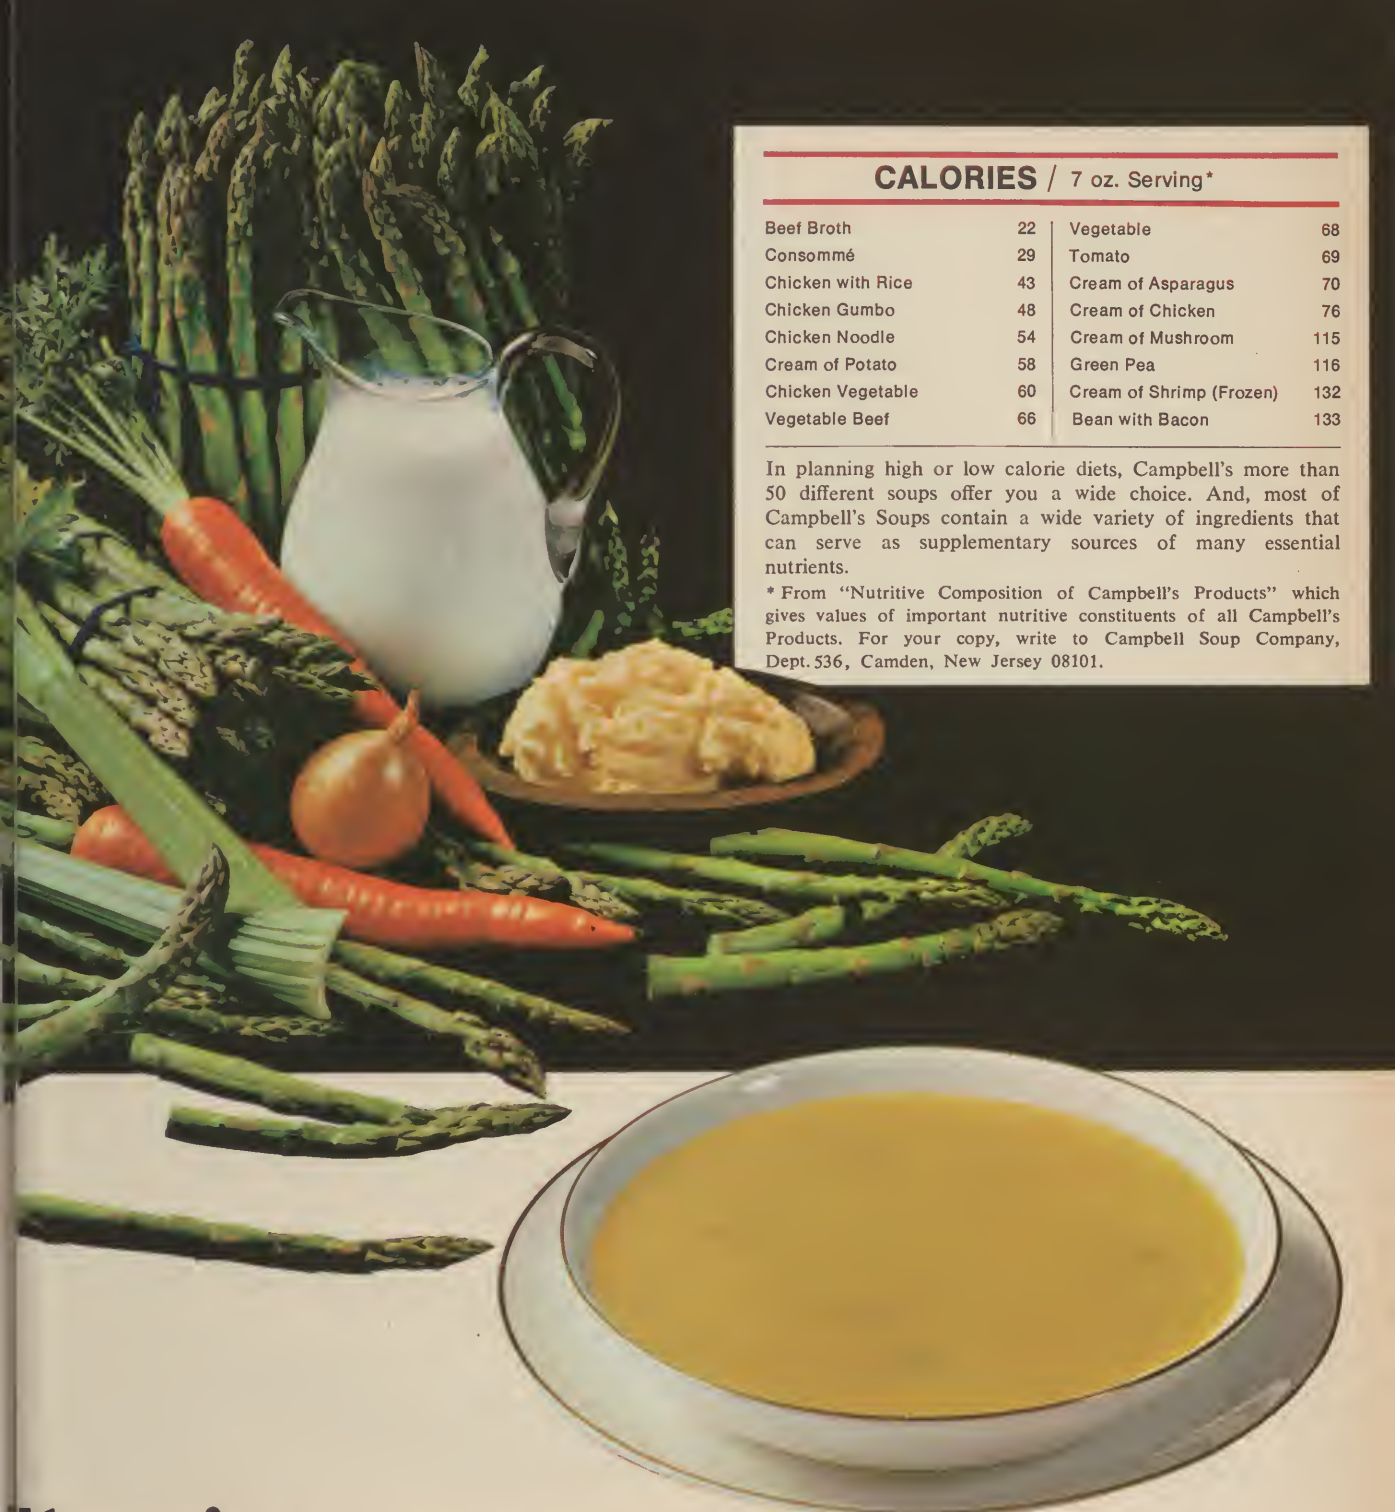 CALORIES / 7 oz. Serving*
Beef Broth 22
Consommé 29
Chicken with Rice 43
Chicken Gumbo 48
Chicken Noodle 54
Cream of Potato 58
Chicken Vegetable 60
Vegetable Beef 66
Vegetable 68
Tomato 69
Cream of Asparagus 70
Cream of Chicken 76
Cream of Mushroom 115
Green Pea 116
Cream of Shrimp (Frozen) 132
Bean with Bacon 133
In planning high or low calorie diets, Campbell's more than
50 different soups offer you a wide choice. And, most of
Campbell's Soups contain a wide variety of ingredients that
can serve as supplementary sources of many essential
nutrients.
* From “Nutritive Composition of Campbell's Products” which
gives values of important nutritive constituents of all Campbell's
Products. For your copy, write to Campbell Soup Company,
Dept. 536, Camden, New Jersey 08101.